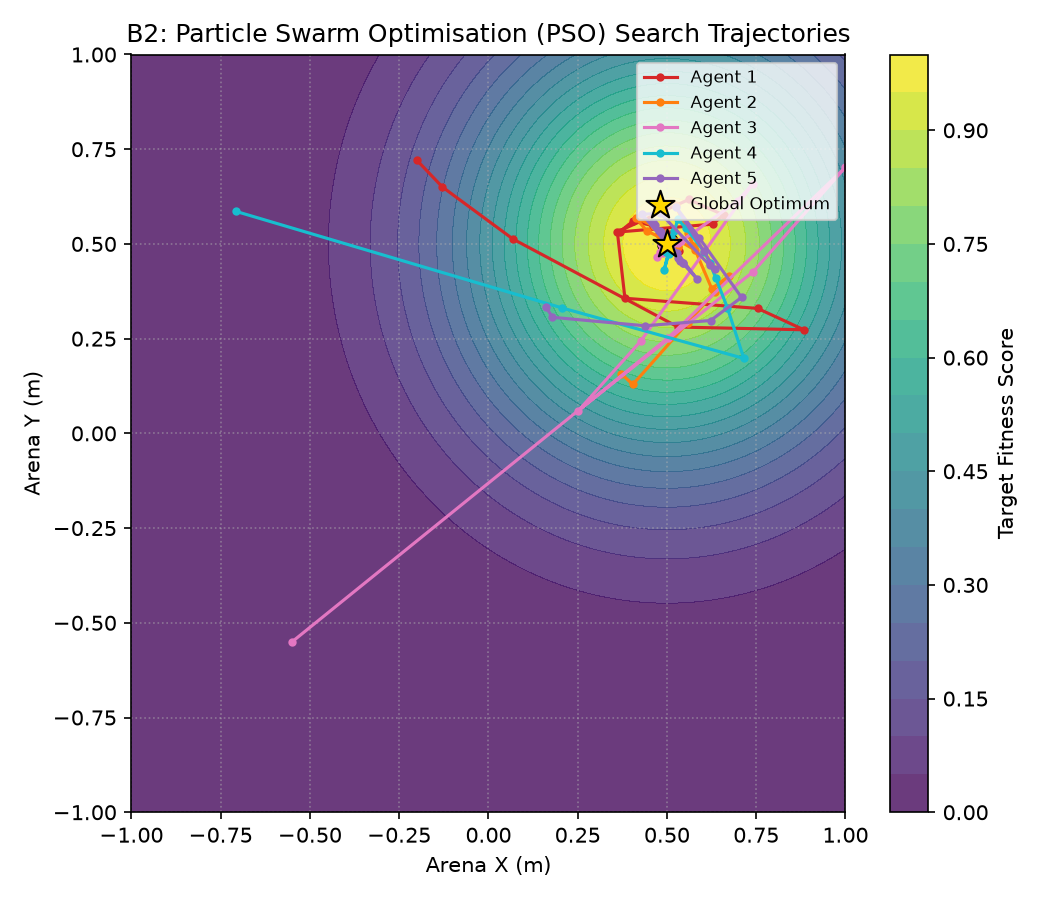 B2: Particle Swarm Optimisation (PSO) Search Trajectories
Agent 1
Agent 2
Agent 3
Agent 4
Agent 5
Global Optimum
1.00
0.75
0.50
0.25
0.00
−0.25
−0.50
−0.75
−1.00
Arena Y (m)
−1.00 −0.75 −0.50 −0.25 0.00 0.25 0.50 0.75 1.00
Arena X (m)
0.90
0.75
0.60
0.45
0.30
0.15
0.00
Target Fitness Score